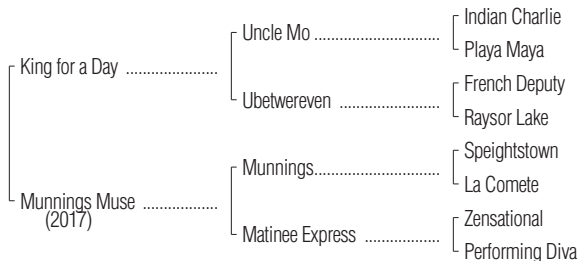 Indian Charlie
Uncle Mo ..............................
Playa Maya
King for a Day ......................
French Deputy
Ubetwereven .........................
Raysor Lake
Speightstown
Munnings..............................
La Comete
Munnings Muse ..................
(2017)
Zensational
Matinee Express ..................
Performing Diva